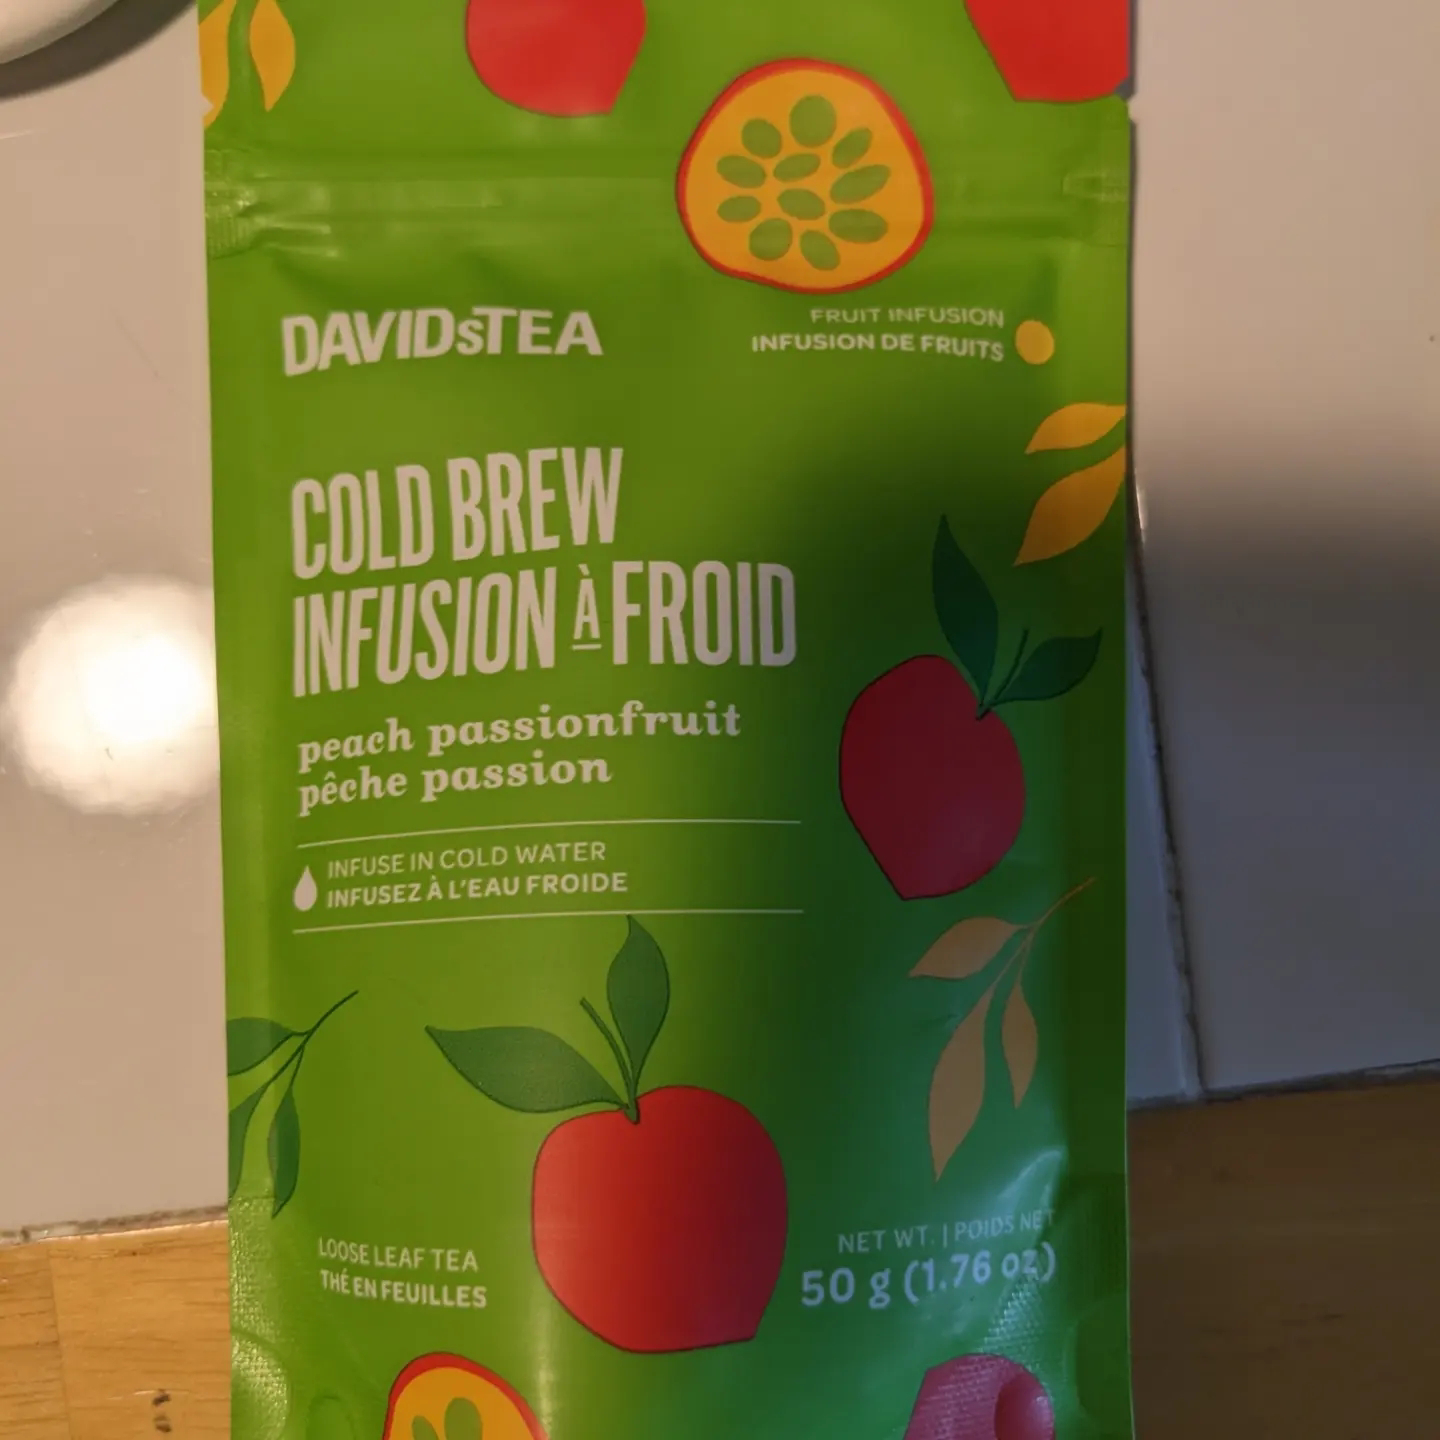 DAVIDsTEA
FRUIT INFUSION
INFUSION DE FRUITS
COLD BREW
INFUSION À FROID
peach passionfruit
pêche passion
INFUSE IN COLD WATER
INFUSEZ À L'EAU FROIDE
LOOSE LEAF TEA
THÉ EN FEUILLES
NET WT. | POIDS NET
50 g (1.76 oz)